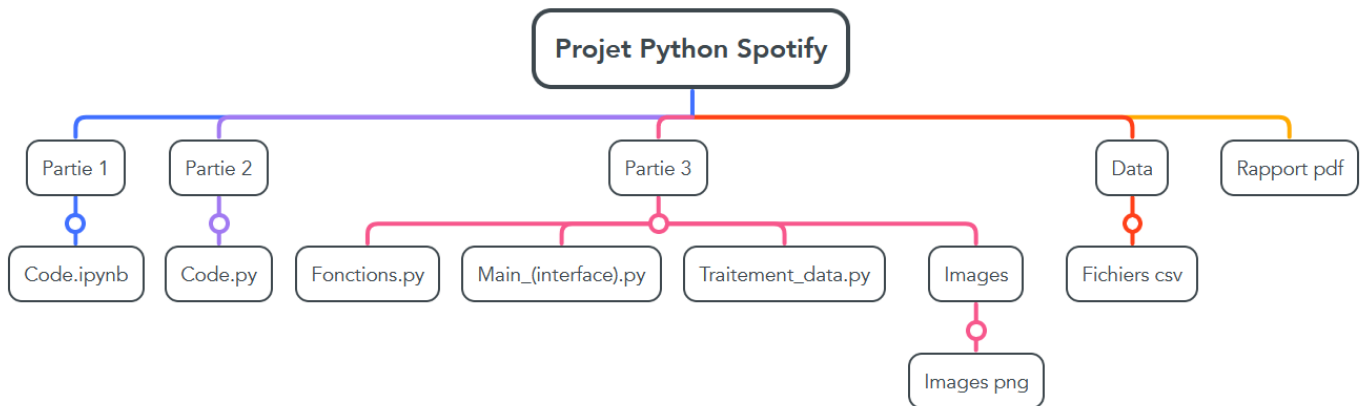 Projet Python Spotify
Partie 1
Partie 2
Partie 3
Data
Rapport pdf
Code.ipynb
Code.py
Fonctions.py
Main_(interface).py
Traitement_data.py
Images
Fichiers csv
Images png